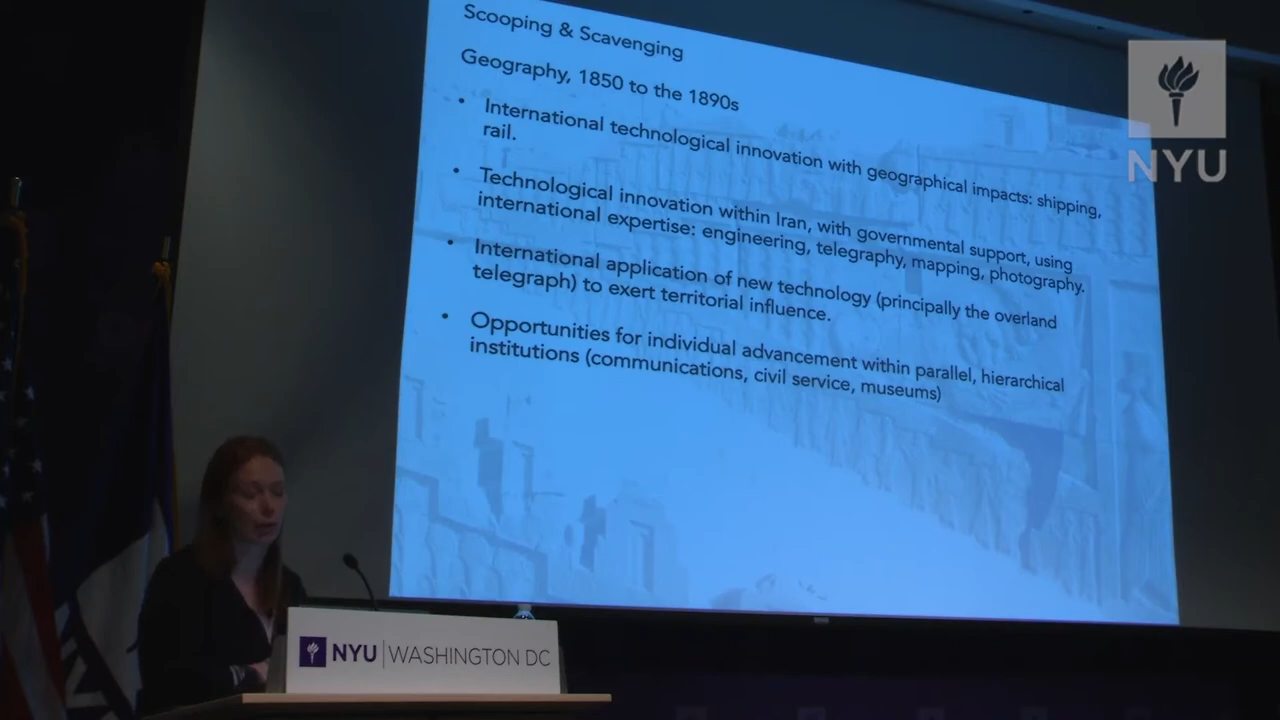 Scooping & Scavenging
Geography, 1850 to the 1890s
• International technological innovation with geographical impacts: shipping,
rail.
• Technological innovation within Iran, with governmental support, using
international expertise: engineering, telegraphy, mapping, photography.
• International application of new technology (principally the overland
telegraph) to exert territorial influence.
• Opportunities for individual advancement within parallel, hierarchical
institutions (communications, civil service, museums)
NYU
NYU | WASHINGTON DC